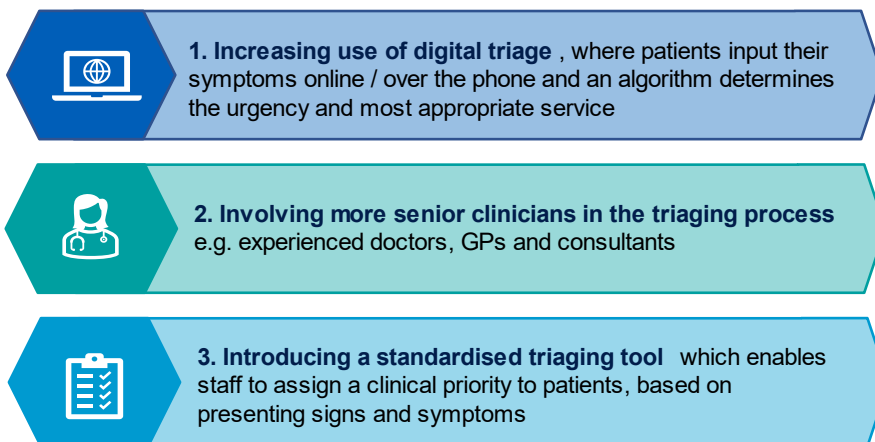 1. Increasing use of digital triage , where patients input their
symptoms online / over the phone and an algorithm determines
the urgency and most appropriate service
2. Involving more senior clinicians in the triaging process
e.g. experienced doctors, GPs and consultants
3. Introducing a standardised triaging tool which enables
staff to assign a clinical priority to patients, based on
presenting signs and symptoms